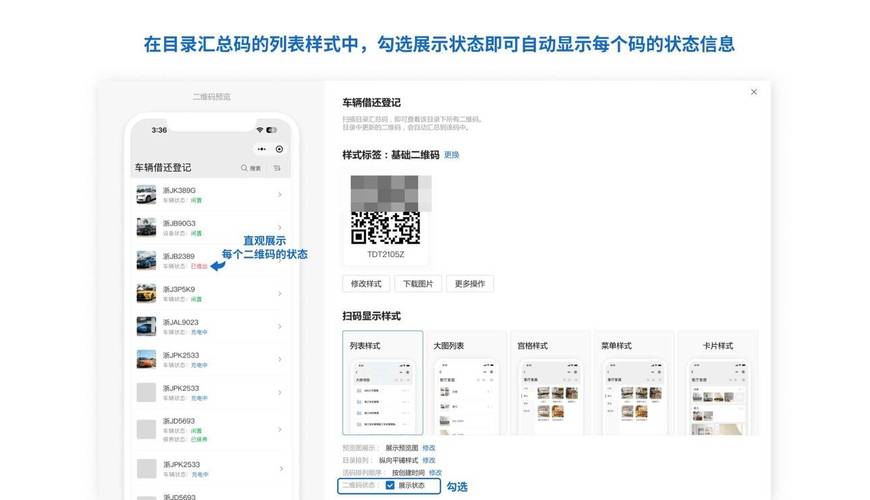 在目录汇总码的列表样式中，勾选展示状态即可自动显示每个码的状态信息
二维码预览
3:36
车辆借还登记
搜索
浙JK389G
车辆状态：闲置
浙JB90G3
设备状态：闲置
浙JB2389
车辆状态：已借出
浙J3P5K9
车辆状态：闲置
浙JAL9023
车辆状态：充电中
浙JPK2533
车辆状态：充电中
浙JPK2533
车辆状态：充电中
浙JD5693
车辆状态：闲置
保养状态：已保养
浙JPK2533
车辆状态：充电中
浙JD5693
直观展示
每个二维码的状态
车辆借还登记
扫描目录汇总码，即可查看该目录下所有二维码。
目录中更新的二维码，会自动汇总到该码中。
样式标签：基础二维码 更换
TDT2105Z
修改样式 下载图片 更多操作
扫码显示样式
列表样式 大图列表 宫格样式 菜单样式 卡片样式
预览图展示： 展示预览图 修改
目录排列： 纵向平铺样式 修改
活码排列顺序： 按创建时间 修改
二维码状态： 展示状态
勾选